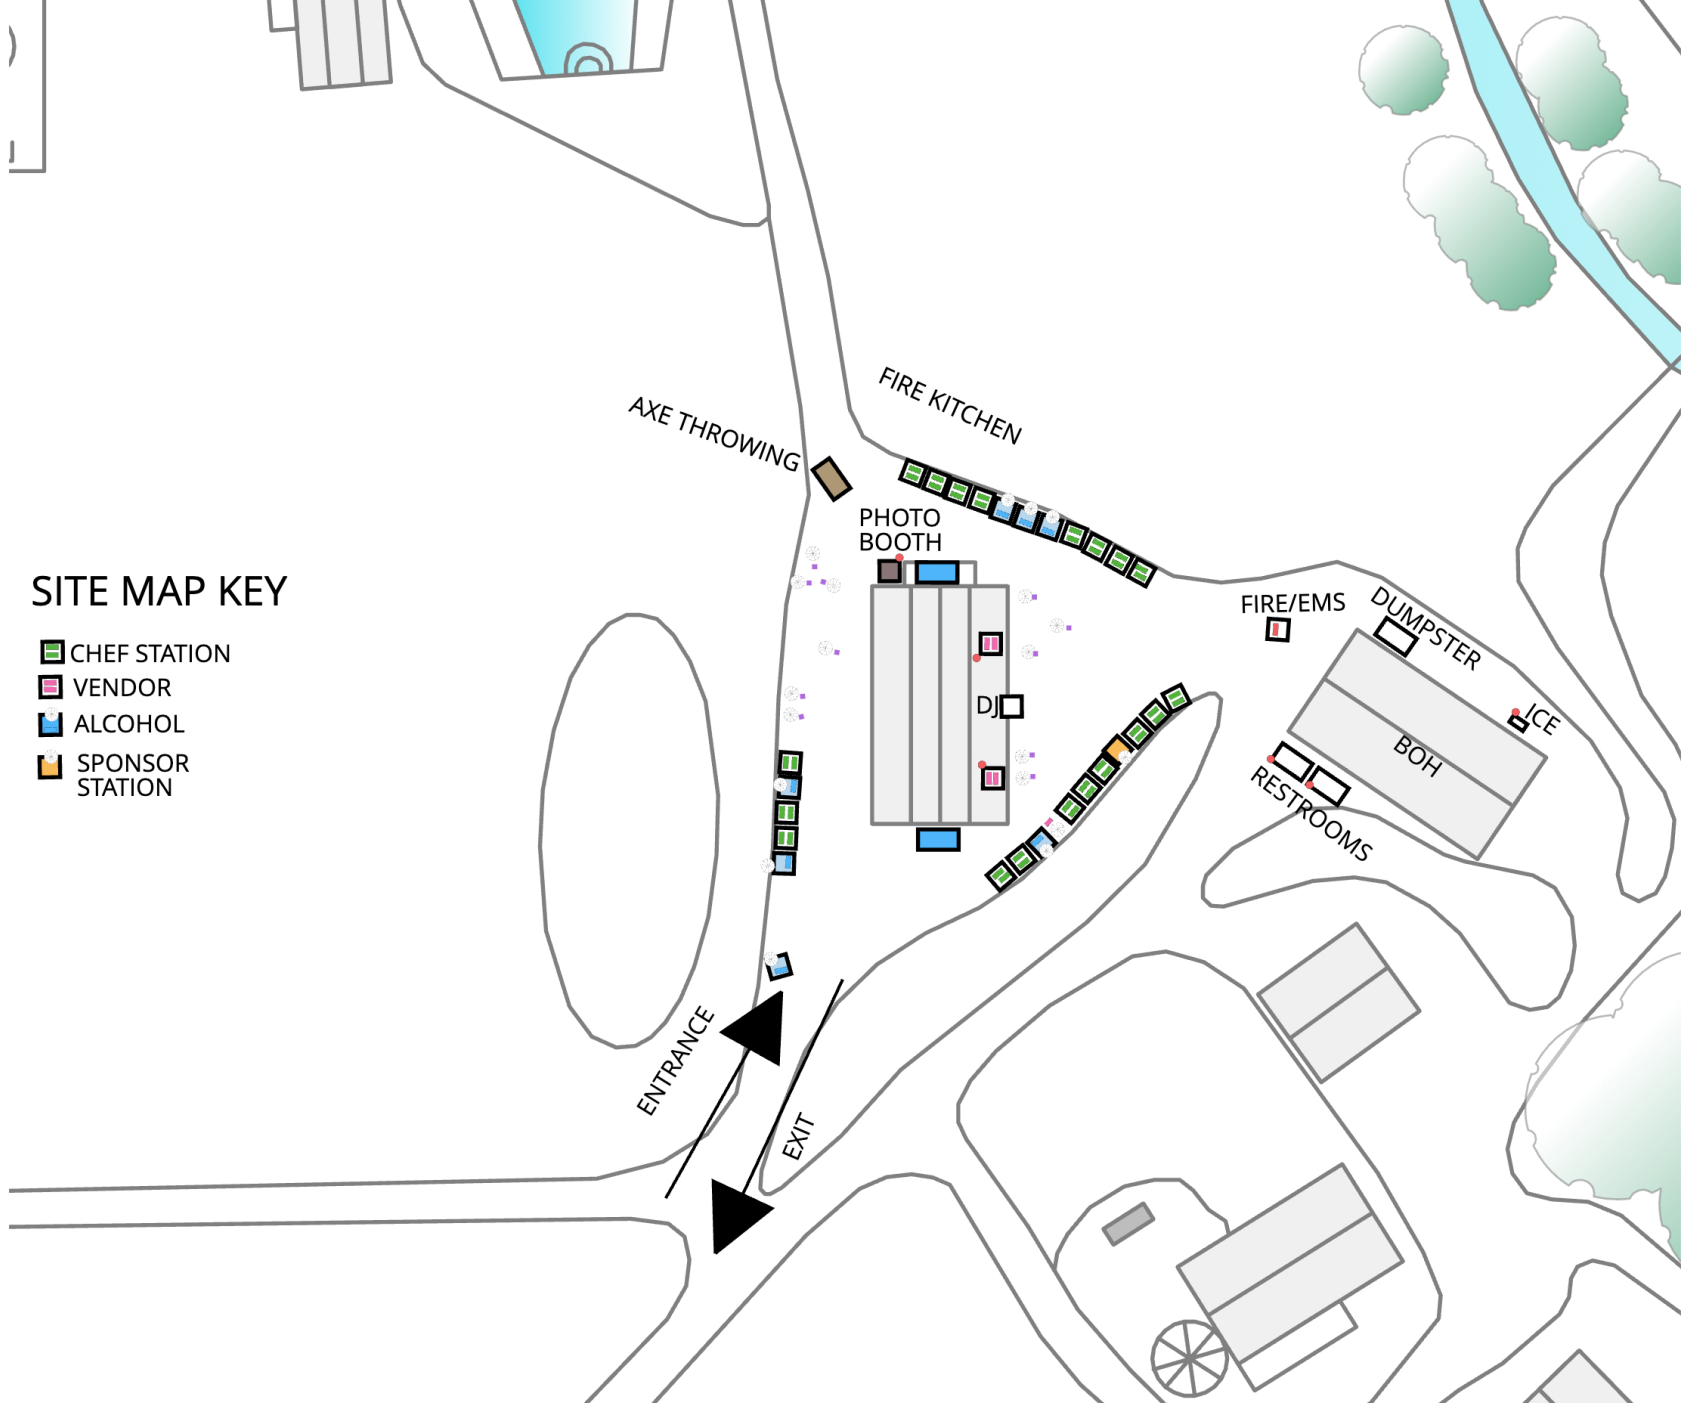 FIRE KITCHEN
AXE THROWING
PHOTO
BOOTH
SITE MAP KEY
CHEF STATION
VENDOR
ALCOHOL
SPONSOR
STATION
FIRE/EMS
DUMPSTER
DJ
ICE
BOH
RESTROOMS
ENTRANCE
EXIT